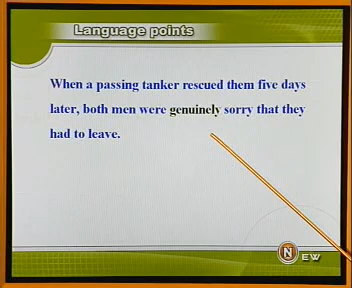 Language points
When a passing tanker rescued them five days
later, both men were genuinely sorry that they
had to leave.
NEW